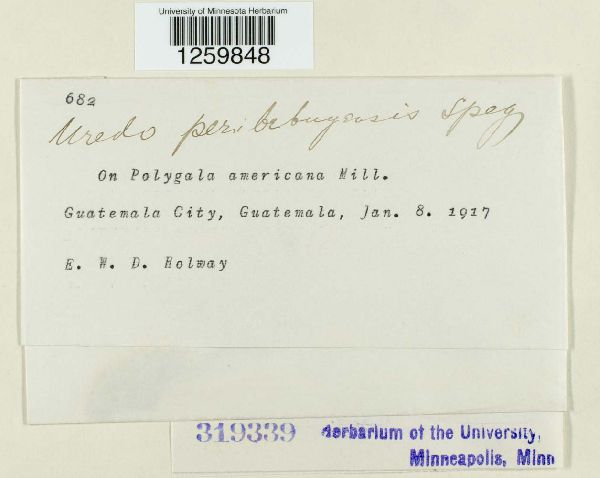 University of Minnesota Herbarium
1259848
682
Uredo peribebuyensis Speg
On Polygala americana Mill.
Guatemala City, Guatemala, Jan. 8. 1917
E. W. D. Holway
319339 Herbarium of the University,
Minneapolis, Minn